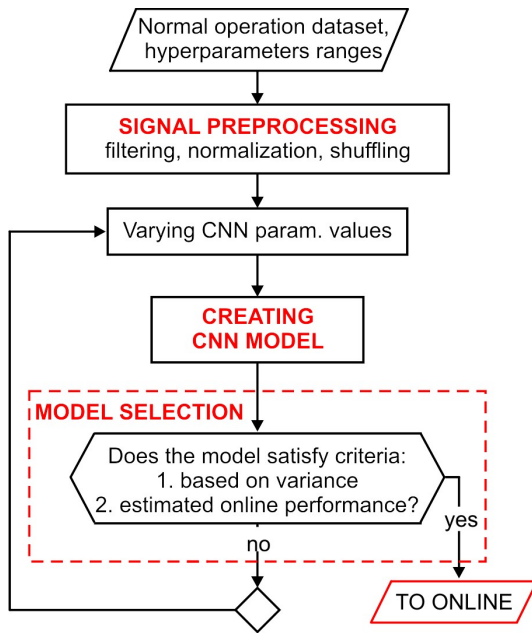 Normal operation dataset,
hyperparameters ranges
SIGNAL PREPROCESSING
filtering, normalization, shuffling
Varying CNN param. values
CREATING
CNN MODEL
MODEL SELECTION
Does the model satisfy criteria:
1. based on variance
2. estimated online performance?
yes
no
TO ONLINE